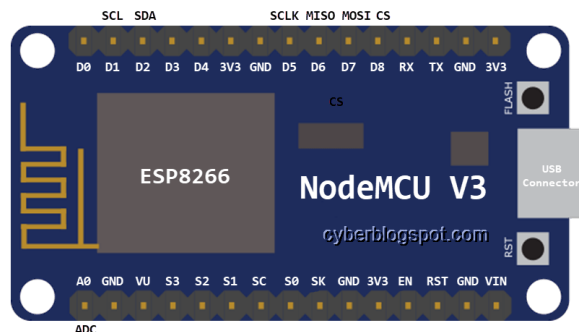 SCL SDA SCLK MISO MOSI CS
D0 D1 D2 D3 D4 3V3 GND D5 D6 D7 D8 RX TX GND 3V3
FLASH
CS
ESP8266
USB
Connector
NodeMCU V3
cyberblogspot.com
RST
A0 GND VU S3 S2 S1 SC S0 SK GND 3V3 EN RST GND VIN
ADC